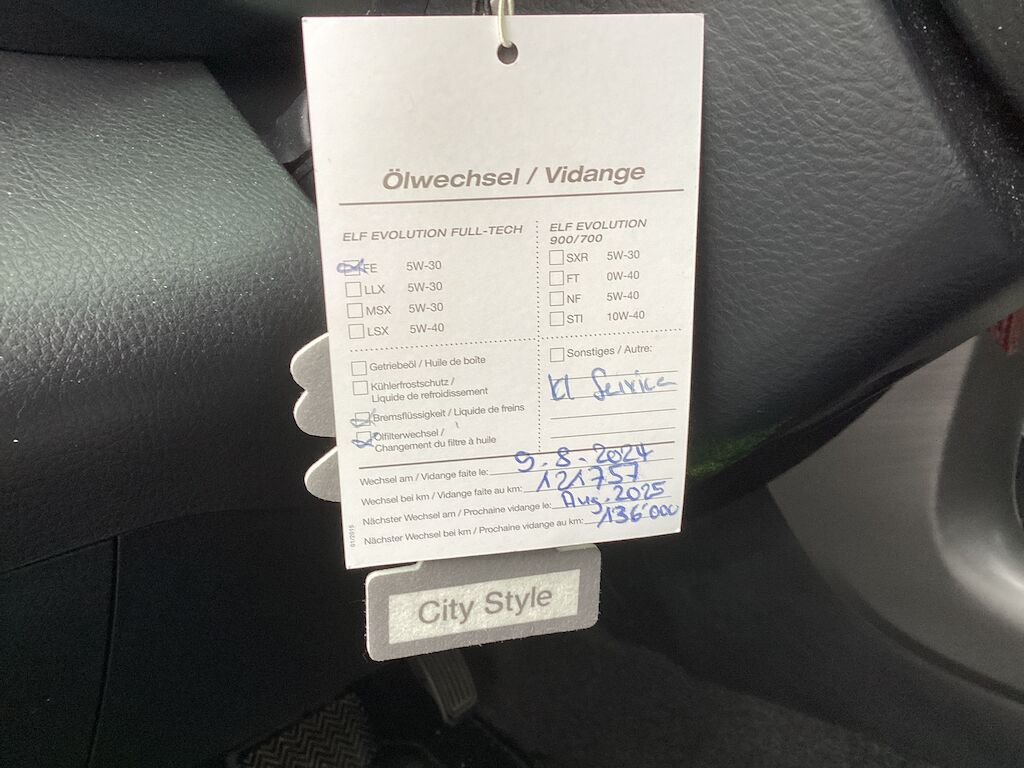 Ölwechsel / Vidange
ELF EVOLUTION FULL-TECH
FE 5W-30
LLX 5W-30
MSX 5W-30
LSX 5W-40
ELF EVOLUTION
900/700
SXR 5W-30
FT 0W-40
NF 5W-40
STI 10W-40
Getriebeöl / Huile de boîte
Kühlerfrostschutz /
Liquide de refroidissement
Bremsflüssigkeit / Liquide de freins
Ölfilterwechsel /
Changement du filtre à huile
Sonstiges / Autre:
kl Service
Wechsel am / Vidange faite le: 9.8.2024
Wechsel bei km / Vidange faite au km: 121757
Nächster Wechsel am / Prochaine vidange le: Aug. 2025
Nächster Wechsel bei km / Prochaine vidange au km: 136'000
01/2015
City Style